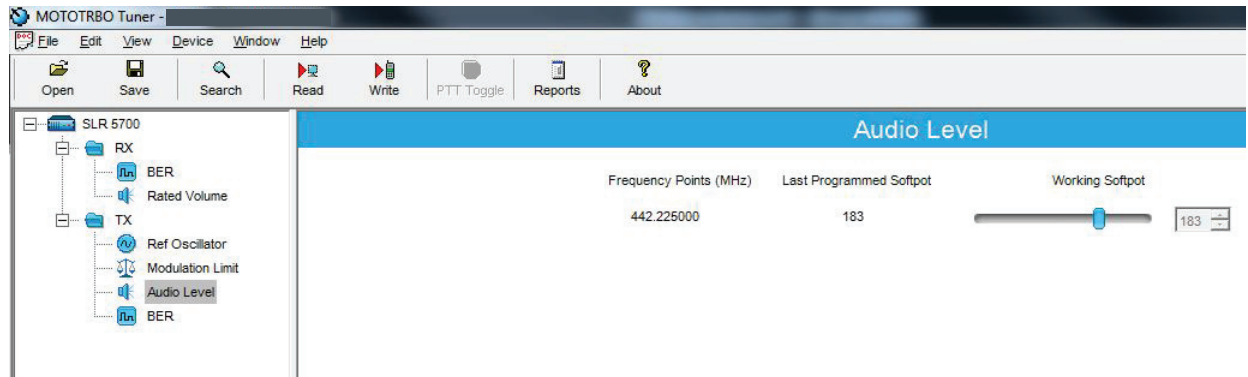 MOTOTRBO Tuner -
File Edit View Device Window Help
Open Save Search Read Write PTT Toggle Reports About
SLR 5700
RX
BER
Rated Volume
TX
Ref Oscillator
Modulation Limit
Audio Level
BER
Audio Level
Frequency Points (MHz) Last Programmed Softpot Working Softpot
442.225000 183 183